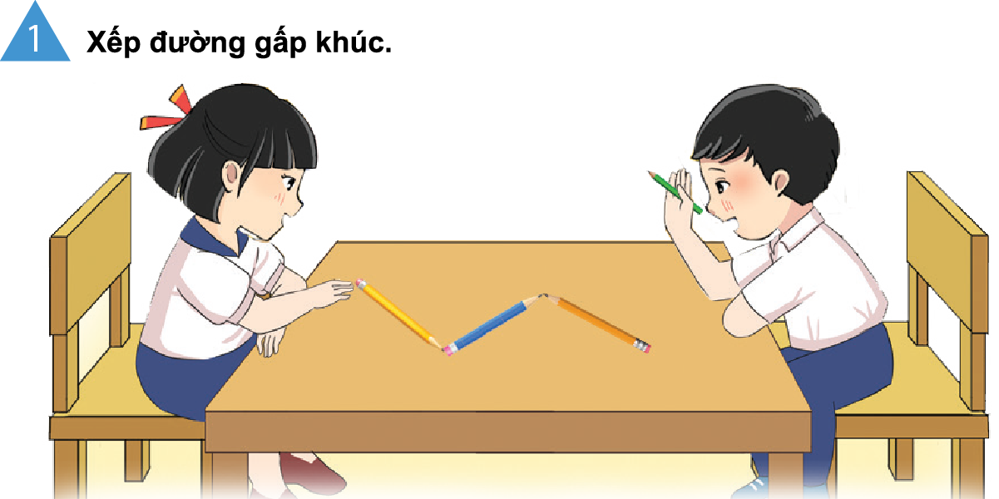 1 Xếp đường gấp khúc.